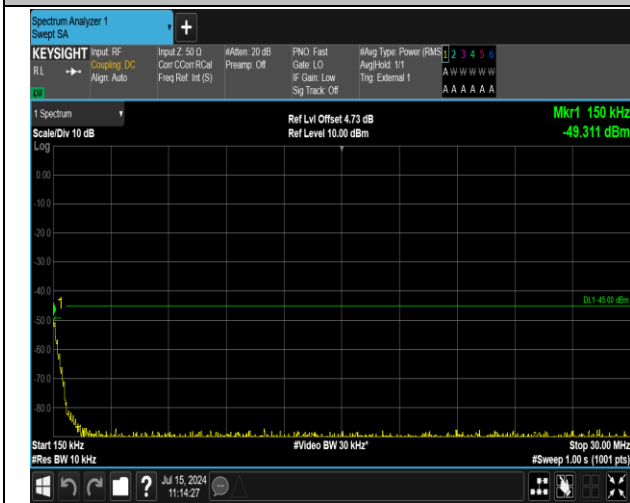 Spectrum Analyzer 1
Swept SA
+
KEYSIGHT Input: RF Input Z: 50 Ω #Atten: 20 dB PNO: Fast #Avg Type: Power (RMS 1 2 3 4 5 6
RL Coupling: DC Corr CCorr RCal Preamp: Off Gate: LO Avg|Hold: 1/1 A W W W W W
Align: Auto Freq Ref: Int (S) IF Gain: Low Trig: External 1
Sig Track: Off A A A A A A
1 Spectrum Ref Lvl Offset 4.73 dB Mkr1 150 kHz
Scale/Div 10 dB Ref Level 10.00 dBm -49.311 dBm
Log
0.00
-10.0
-20.0
-30.0
-40.0
1
DL1 -45.00 dBm
-50.0
-60.0
-70.0
-80.0
Start 150 kHz #Video BW 30 kHz* Stop 30.00 MHz
#Res BW 10 kHz #Sweep 1.00 s (1001 pts)
? Jul 15, 2024
11:14:27